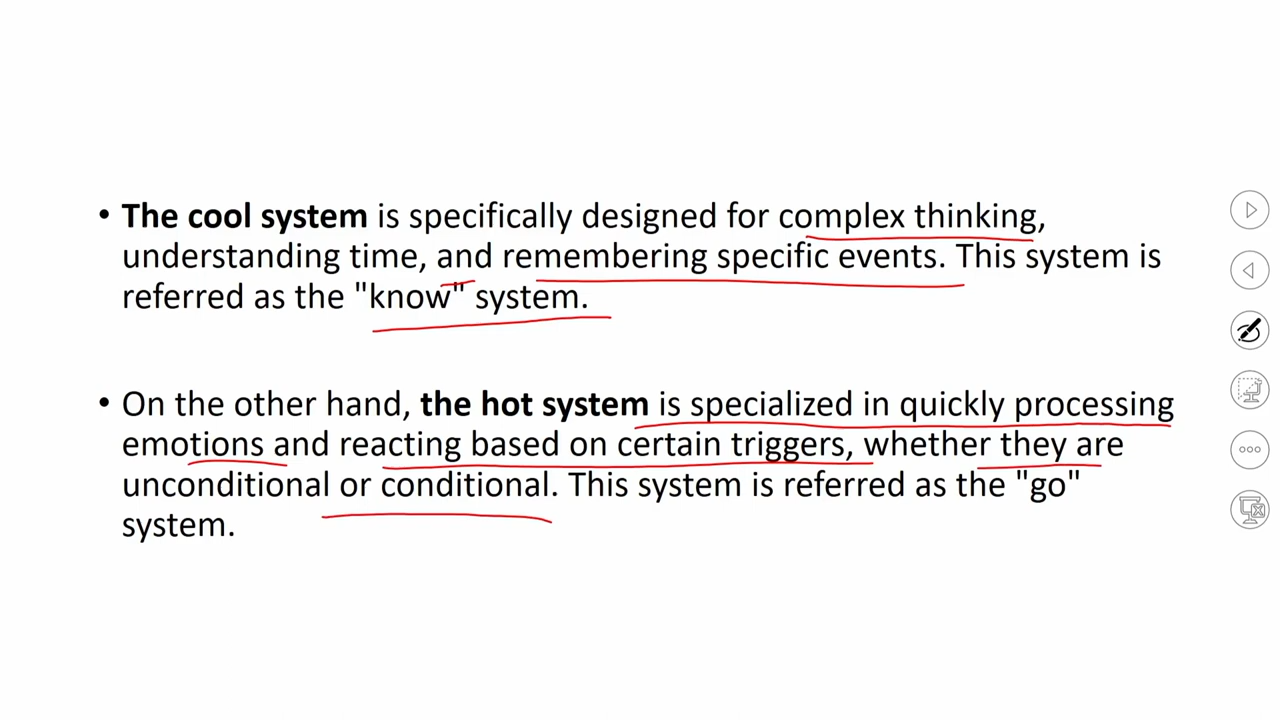 • The cool system is specifically designed for complex thinking,
understanding time, and remembering specific events. This system is
referred as the "know" system.
• On the other hand, the hot system is specialized in quickly processing
emotions and reacting based on certain triggers, whether they are
unconditional or conditional. This system is referred as the "go"
system.